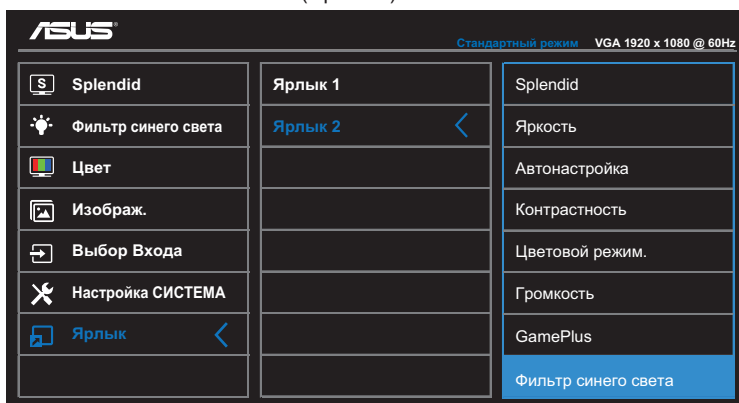 ASUS
Стандартный режим VGA 1920 x 1080 @ 60Hz
Splendid
Фильтр синего света
Цвет
Изображ.
Выбор Входа
Настройка СИСТЕМА
Ярлык
Ярлык 1
Ярлык 2
Splendid
Яркость
Автонастройка
Контрастность
Цветовой режим.
Громкость
GamePlus
Фильтр синего света